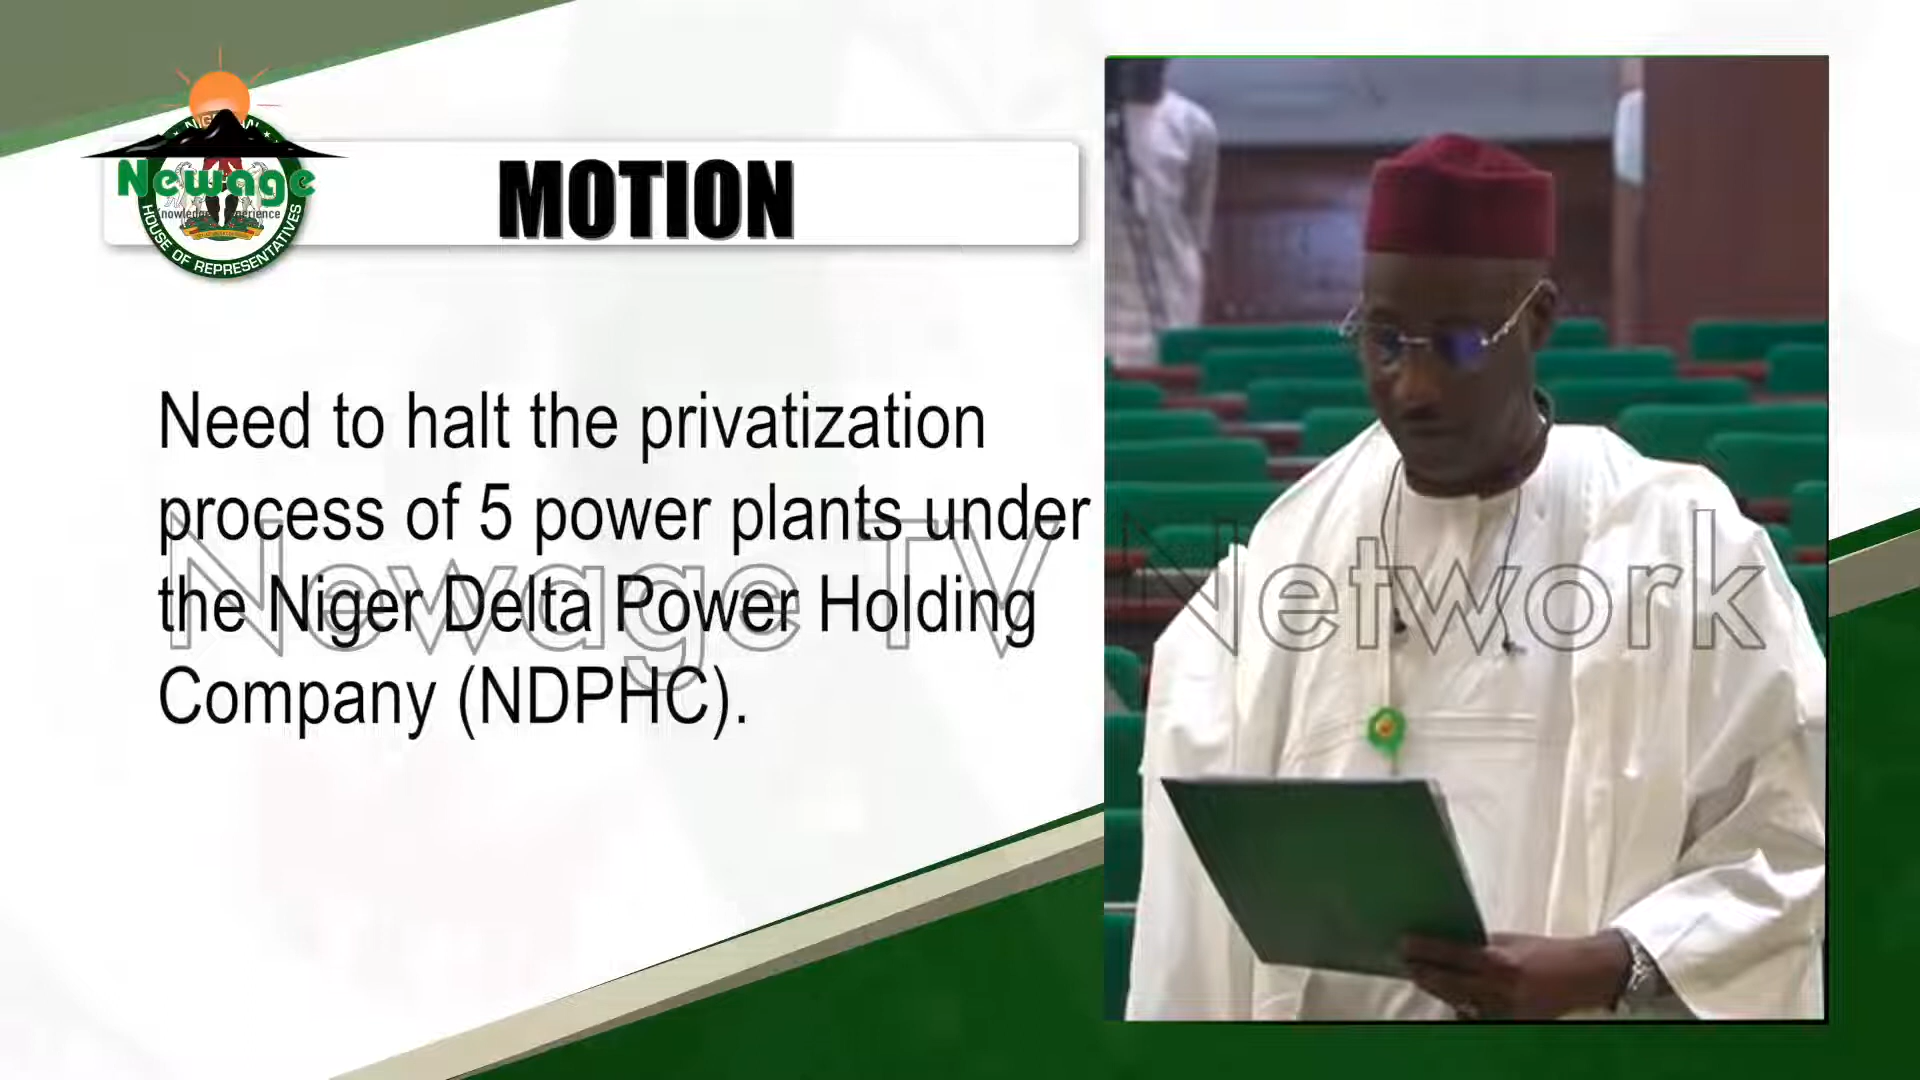 Newage
Knowledge
HOUSE OF REPRESENTATIVES
MOTION
Need to halt the privatization
process of 5 power plants under
the Niger Delta Power Holding
Company (NDPHC).
Newage TV Network